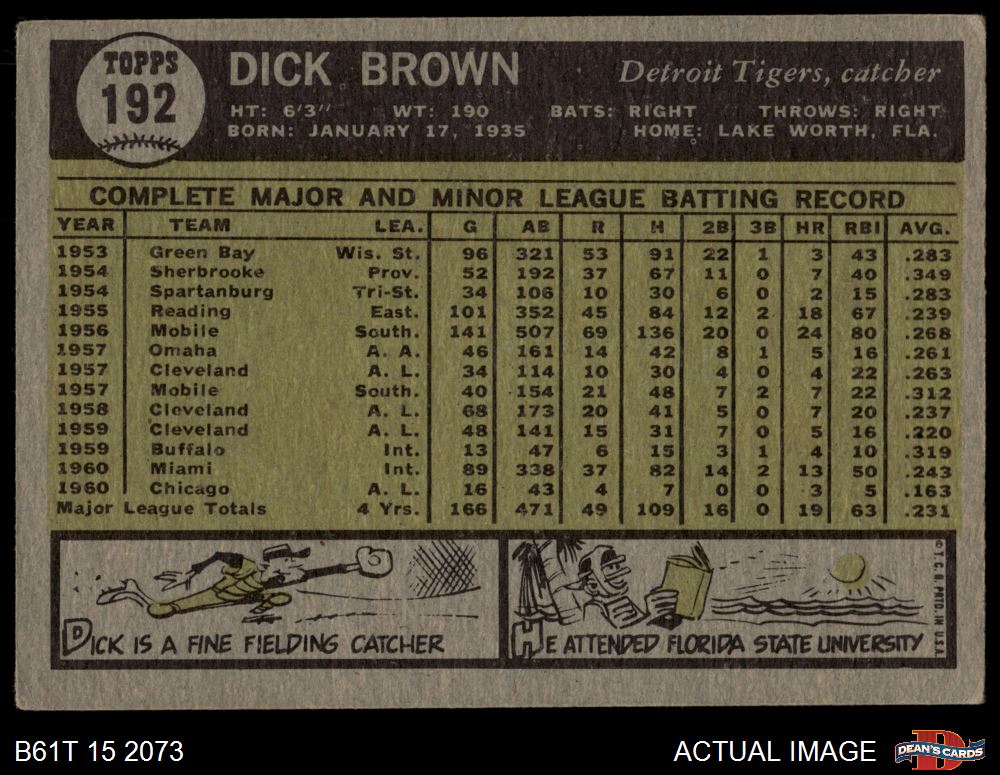 TOPPS
192
DICK BROWN
Detroit Tigers, catcher
HT: 6'3" WT: 190 BATS: RIGHT THROWS: RIGHT
BORN: JANUARY 17, 1935 HOME: LAKE WORTH, FLA.
COMPLETE MAJOR AND MINOR LEAGUE BATTING RECORD
YEAR TEAM LEA. G AB R H 2B 3B HR RBI AVG.
1953 Green Bay Wis. St. 96 321 53 91 22 1 3 43 .283
1954 Sherbrooke Prov. 52 192 37 67 11 0 7 40 .349
1954 Spartanburg Tri-St. 34 106 10 30 6 0 2 15 .283
1955 Reading East. 101 352 45 84 12 2 18 67 .239
1956 Mobile South. 141 507 69 136 20 0 24 80 .268
1957 Omaha A. A. 46 161 14 42 8 1 5 16 .261
1957 Cleveland A. L. 34 114 10 30 4 0 4 22 .263
1957 Mobile South. 40 154 21 48 7 2 7 22 .312
1958 Cleveland A. L. 68 173 20 41 5 0 7 20 .237
1959 Cleveland A. L. 48 141 15 31 7 0 5 16 .220
1959 Buffalo Int. 13 47 6 15 3 1 4 10 .319
1960 Miami Int. 89 338 37 82 14 2 13 50 .243
1960 Chicago A. L. 16 43 4 7 0 0 3 5 .163
Major League Totals 4 Yrs. 166 471 49 109 16 0 19 63 .231
DICK IS A FINE FIELDING CATCHER
HE ATTENDED FLORIDA STATE UNIVERSITY
© T.C.G. PRTD. IN U.S.A.
B61T 15 2073
ACTUAL IMAGE
D
DEAN'S CARDS